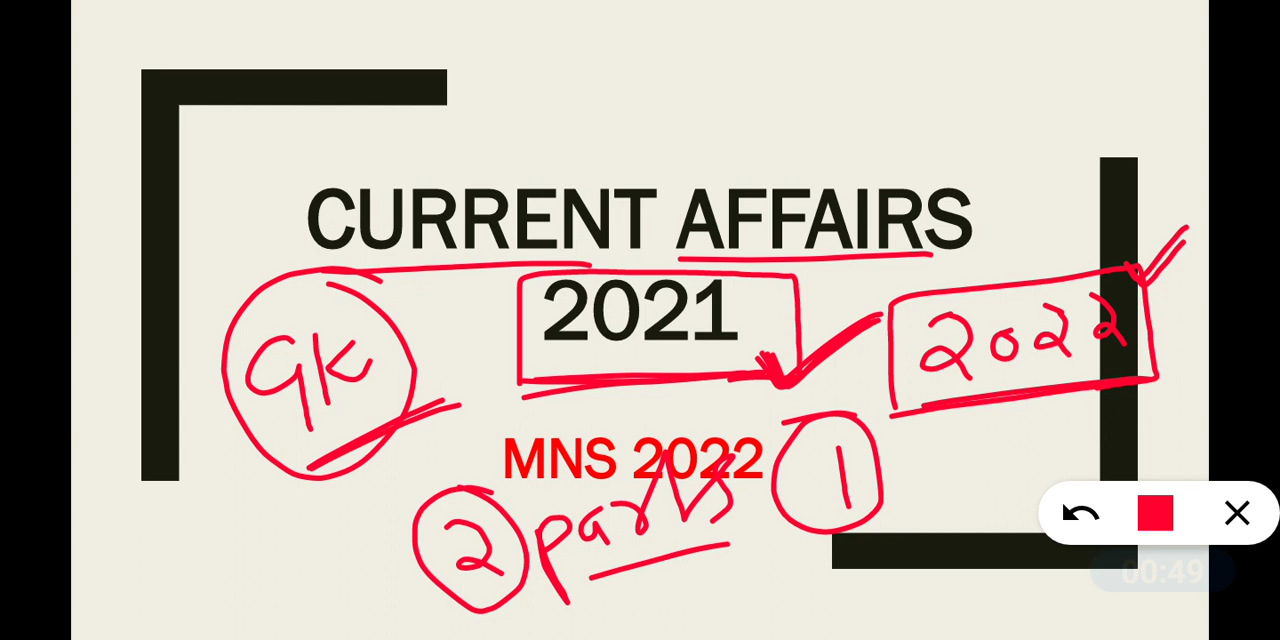 CURRENT AFFAIRS
2021
2022
GK
MNS 2022
1
2 parts
00:49